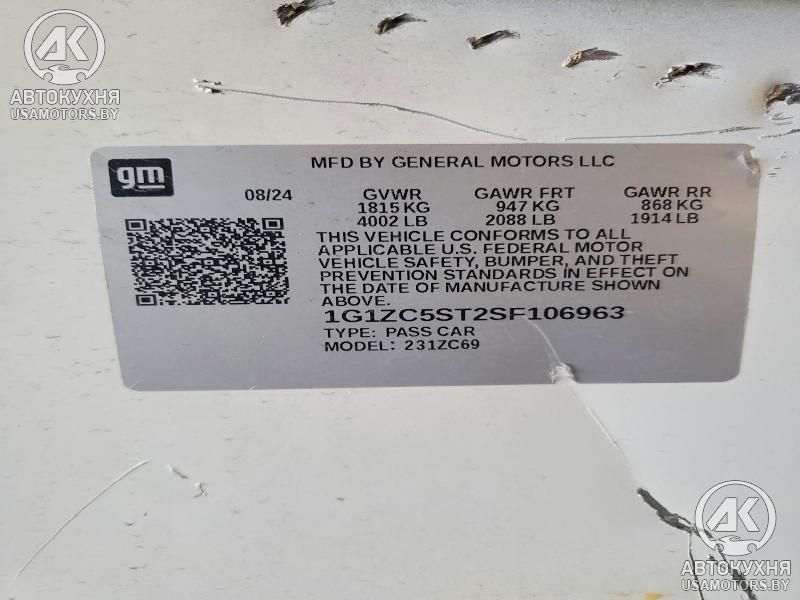 АК
АВТОКУХНЯ
USAMOTORS.BY
gm
MFD BY GENERAL MOTORS LLC
08/24
GVWR GAWR FRT GAWR RR
1815 KG 947 KG 868 KG
4002 LB 2088 LB 1914 LB
THIS VEHICLE CONFORMS TO ALL
APPLICABLE U.S. FEDERAL MOTOR
VEHICLE SAFETY, BUMPER, AND THEFT
PREVENTION STANDARDS IN EFFECT ON
THE DATE OF MANUFACTURE SHOWN
ABOVE.
1G1ZC5ST2SF106963
TYPE: PASS CAR
MODEL: 231ZC69
АК
АВТОКУХНЯ
USAMOTORS.BY